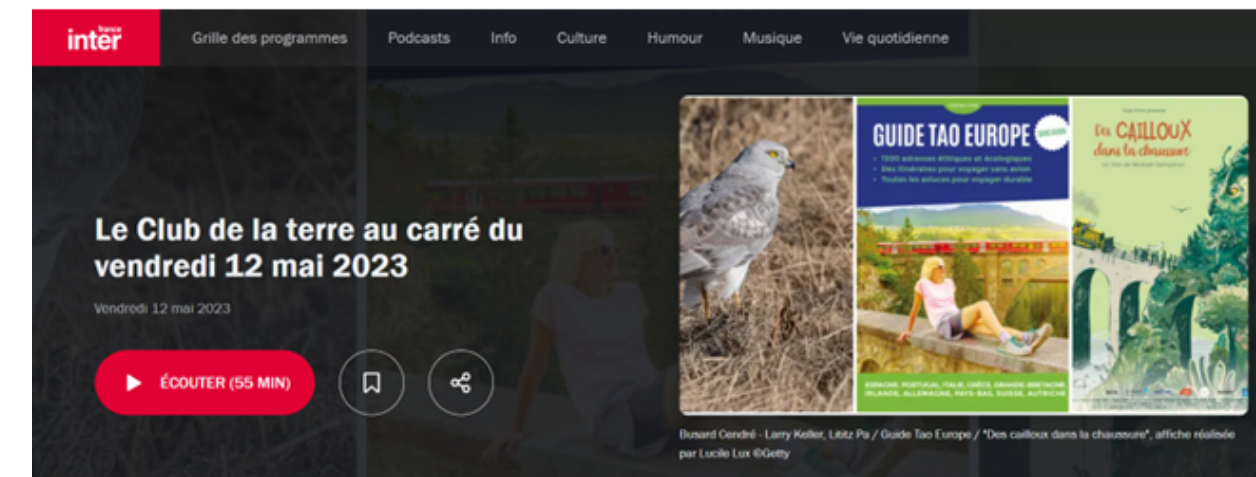 france
inter
Grille des programmes
Podcasts
Info
Culture
Humour
Musique
Vie quotidienne
GUIDE TAO EUROPE
• 1300 adresses éthiques et écologiques
• Des itinéraires pour voyager sans avion
• Toutes les astuces pour voyager durable
ESPAGNE, PORTUGAL, ITALIE, GRÈCE, GRANDE-BRETAGNE,
IRLANDE, ALLEMAGNE, PAYS-BAS, SUISSE, AUTRICHE
Des CAILLOUX
dans la chaussure
Le Club de la terre au carré du
vendredi 12 mai 2023
Vendredi 12 mai 2023
ÉCOUTER (55 MIN)
Busard Cendré - Larry Keller, Lititz Pa / Guide Tao Europe / "Des cailloux dans la chaussure", affiche réalisée
par Lucile Lux ©Getty